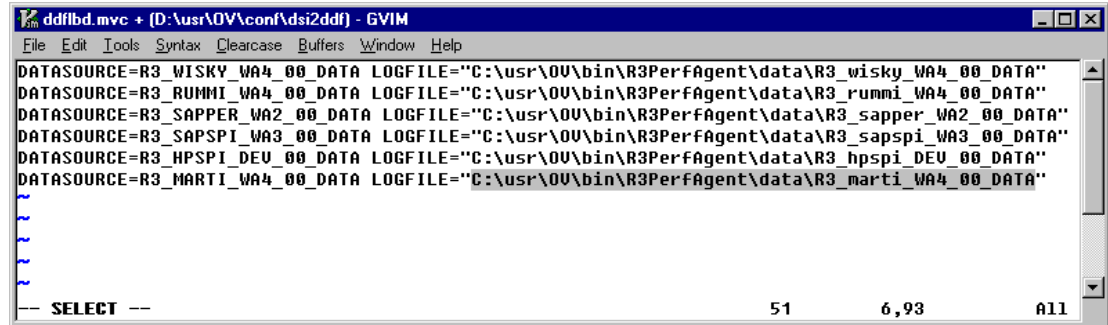 ddflbd.mvc + (D:\usr\OV\conf\dsi2ddf) - GVIM
File Edit Tools Syntax Clearcase Buffers Window Help
DATASOURCE=R3_WISKY_WA4_00_DATA LOGFILE="C:\usr\OV\bin\R3PerfAgent\data\R3_wisky_WA4_00_DATA"
DATASOURCE=R3_RUMMI_WA4_00_DATA LOGFILE="C:\usr\OV\bin\R3PerfAgent\data\R3_rummi_WA4_00_DATA"
DATASOURCE=R3_SAPPER_WA2_00_DATA LOGFILE="C:\usr\OV\bin\R3PerfAgent\data\R3_sapper_WA2_00_DATA"
DATASOURCE=R3_SAPSPI_WA3_00_DATA LOGFILE="C:\usr\OV\bin\R3PerfAgent\data\R3_sapspi_WA3_00_DATA"
DATASOURCE=R3_HPSPI_DEV_00_DATA LOGFILE="C:\usr\OV\bin\R3PerfAgent\data\R3_hpspi_DEV_00_DATA"
DATASOURCE=R3_MARTI_WA4_00_DATA LOGFILE="C:\usr\OV\bin\R3PerfAgent\data\R3_marti_WA4_00_DATA"
~
~
~
~
~
-- SELECT -- 51 6,93 All